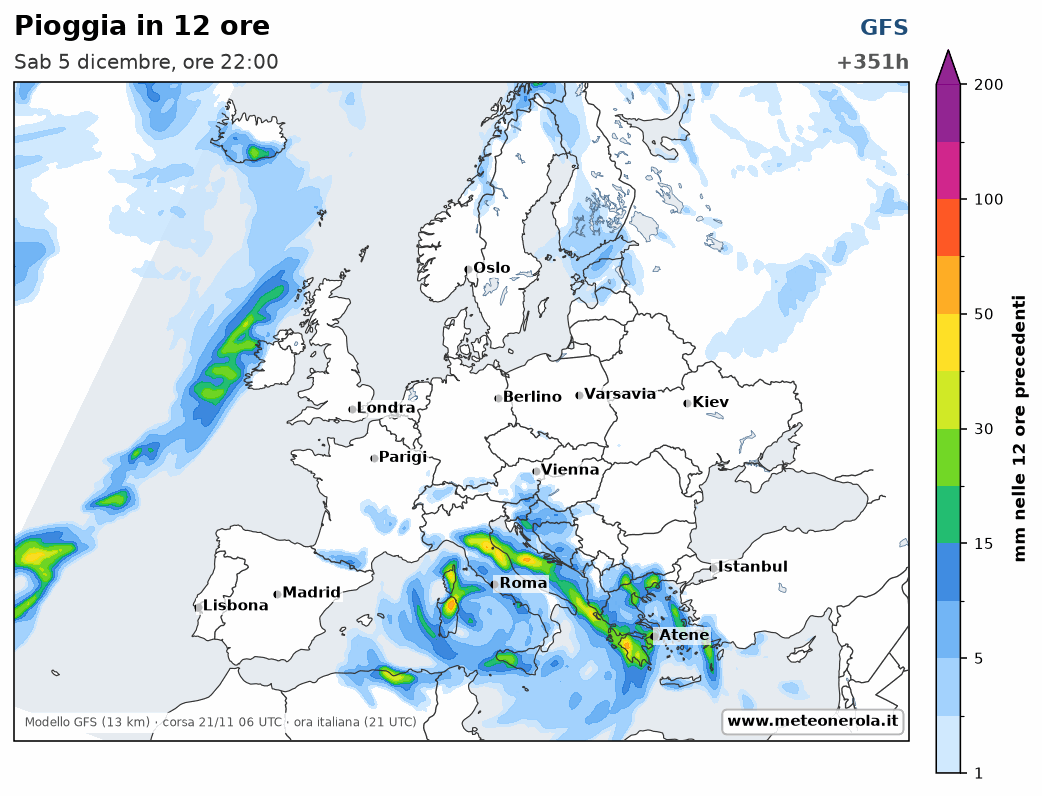 Pioggia in 12 ore
GFS
Sab 5 dicembre, ore 22:00
+351h
200
100
50
30
15
5
1
mm nelle 12 ore precedenti
Oslo
Berlino
Varsavia
Kiev
Londra
Parigi
Vienna
Istanbul
Roma
Madrid
Lisbona
Atene
Modello GFS (13 km) · corsa 21/11 06 UTC · ora italiana (21 UTC)
www.meteonerola.it